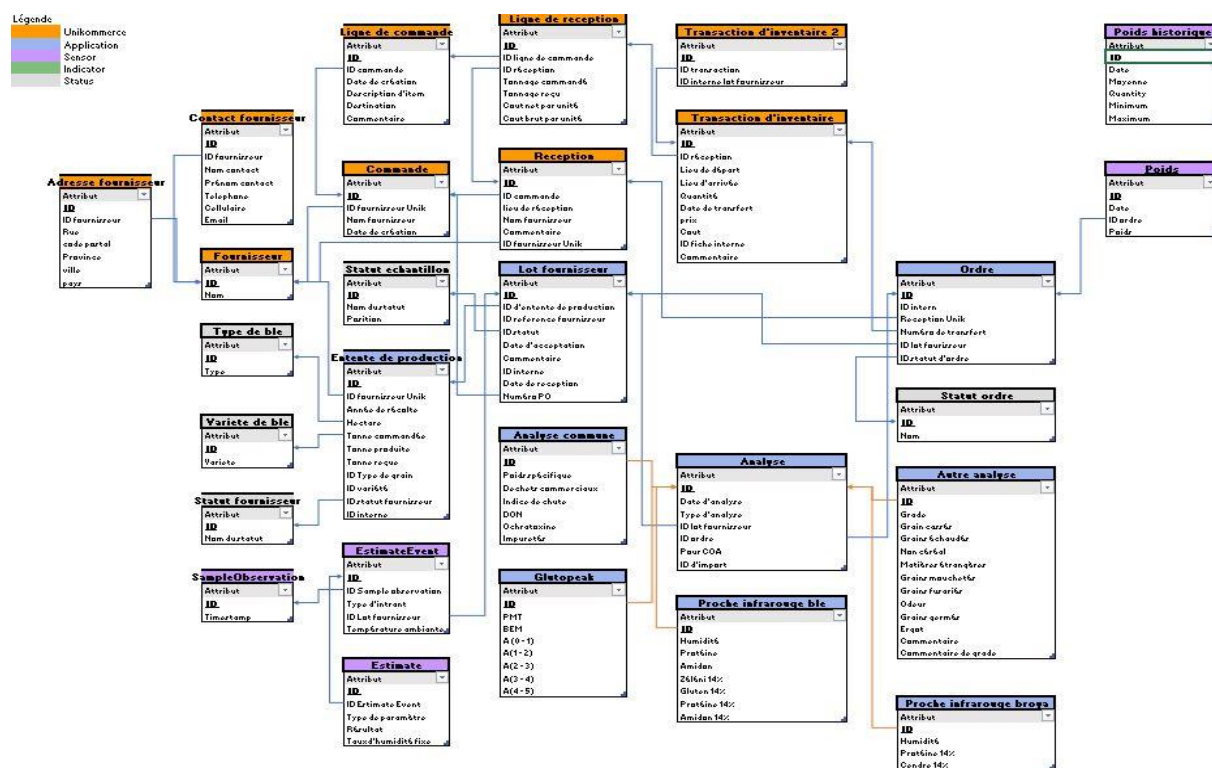 Légende
Unikommerce
Application
Sensor
Indicator
Status
Ligne de commande
Attribut
ID
ID commande
Date de création
Description d'item
Destination
Commentaire
Ligne de reception
Attribut
ID
ID ligne de commande
ID réception
Tonnage commandé
Tonnage reçu
Cout net par unité
Cout brut par unité
Transaction d'inventaire 2
Attribut
ID
ID transaction
ID interne lot fournisseur
Poids historique
Attribut
ID
Date
Moyenne
Quantity
Minimum
Maximum
Contact fournisseur
Attribut
ID
ID fournisseur
Nom contact
Prénom contact
Telephone
Cellulaire
Email
Transaction d'inventaire
Attribut
ID
ID réception
Lieu de départ
Lieu d'arrivée
Quantité
Date de transfert
prix
Cout
ID fiche interne
Commentaire
Adresse fournisseur
Attribut
ID
ID fournisseur
Rue
code postal
Province
ville
pays
Commande
Attribut
ID
ID fournisseur Unik
Nom fournisseur
Date de création
Reception
Attribut
ID
ID commande
lieu de réception
Nom fournisseur
Commentaire
ID fournisseur Unik
Poids
Attribut
ID
Date
ID ordre
Poids
Fournisseur
Attribut
ID
Nom
Statut echantillon
Attribut
ID
Nom du statut
Position
Lot fournisseur
Attribut
ID
ID d'entente de production
ID reference fournisseur
ID statut
Date d'acceptation
Commentaire
ID interne
Date de reception
Numéro PO
Ordre
Attribut
ID
ID intern
Reception Unik
Numéro de transfert
ID lot faurisseur
ID statut d'ordre
Type de ble
Attribut
ID
Type
Entente de production
Attribut
ID
ID fournisseur Unik
Année de récolte
Hectare
Tonne commandée
Tonne produite
Tonne reçue
ID Type de grain
ID variété
ID statut fournisseur
ID interne
Statut ordre
Attribut
ID
Nom
Variete de ble
Attribut
ID
Variete
Analyse commune
Attribut
ID
Poids spécifique
Dechets commerciaux
Indice de chute
DON
Ochratoxine
Impuretés
Analyse
Attribut
ID
Date d'analyse
Type d'analyse
ID lot fournisseur
ID ordre
Pour COA
ID d'import
Autre analyse
Attribut
ID
Grade
Grain cassés
Grains échaudés
Non céréal
Matières étrangères
Grains mouchetés
Grains fusariés
Odeur
Grains germés
Ergot
Commentaire
Commentaire de grade
Statut fournisseur
Attribut
ID
Nom du statut
EstimateEvent
Attribut
ID
ID Sample observation
Type d'intrant
ID Lot fournisseur
Température ambiante
SampleObservation
Attribut
ID
Timestamp
Glutopeak
Attribut
ID
PMT
BEM
A(0-1)
A(1-2)
A(2-3)
A(3-4)
A(4-5)
Proche infrarouge ble
Attribut
ID
Humidité
Protéine
Amidon
Zéléni 14%
Gluten 14%
Protéine 14%
Amidon 14%
Estimate
Attribut
ID
ID Estimate Event
Type de paramètre
Résultat
Taux d'humidité fixe
Proche infrarouge broya
Attribut
ID
Humidité
Protéine 14%
Cendre 14%